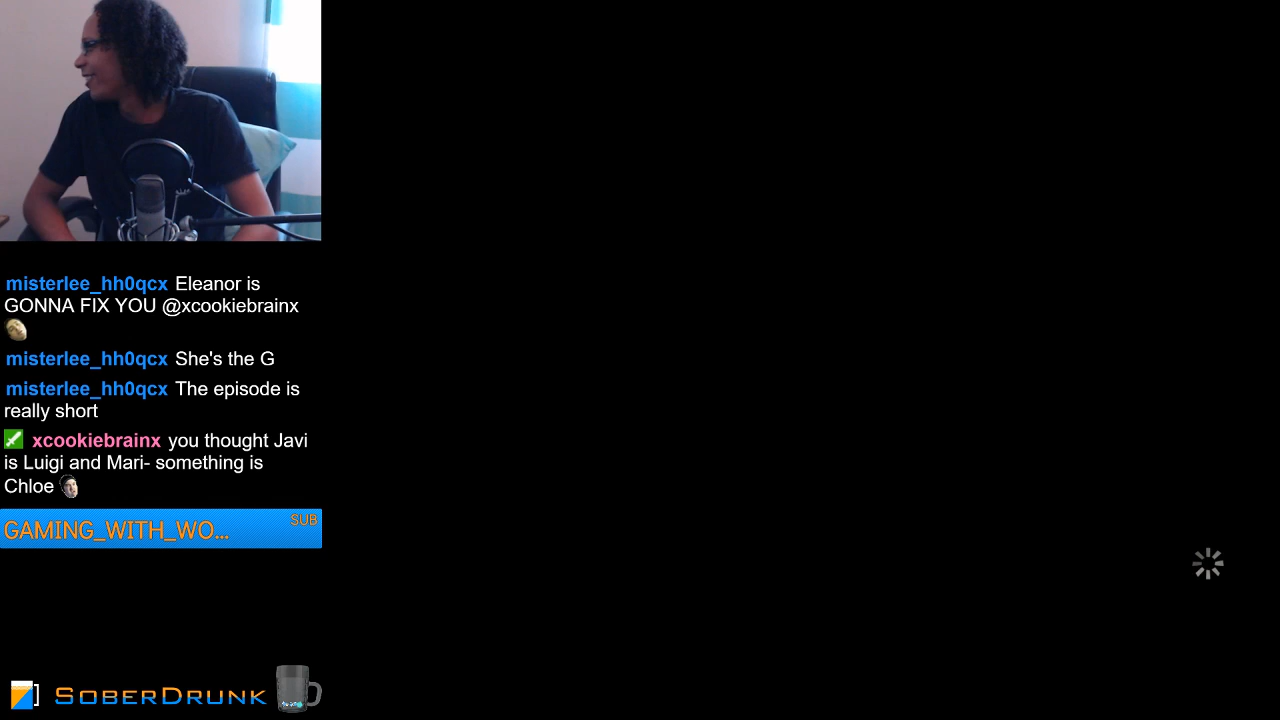 misterlee_hh0qcx Eleanor is
GONNA FIX YOU @xcookiebrainx
misterlee_hh0qcx She's the G
misterlee_hh0qcx The episode is
really short
xcookiebrainx you thought Javi
is Luigi and Mari- something is
Chloe
SUB
GAMING_WITH_WO...
SOBERDRUNK